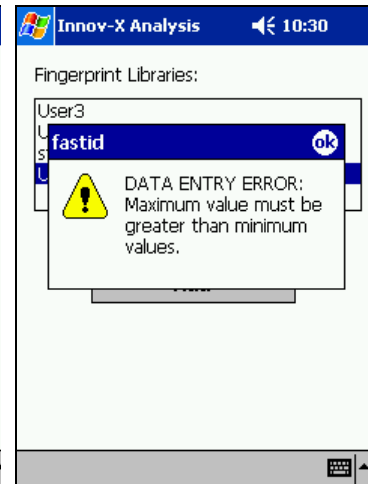 Innov-X Analysis 10:30
Fingerprint Libraries:
User3
fastid ok
DATA ENTRY ERROR:
Maximum value must be
greater than minimum
values.